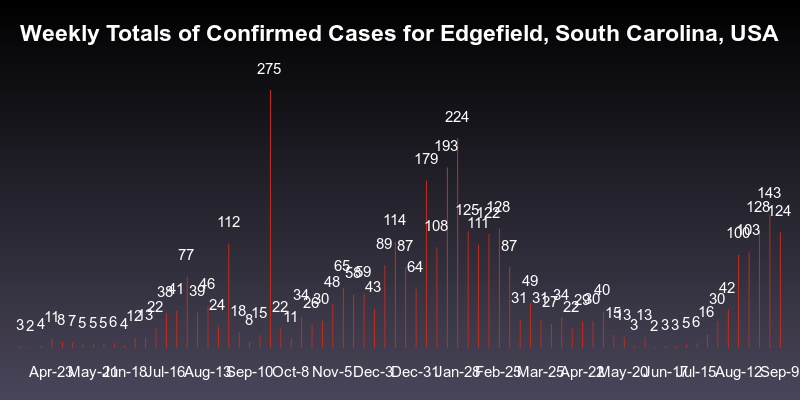 Weekly Totals of Confirmed Cases for Edgefield, South Carolina, USA
3 2 4 11 8 7 5 5 5 6 4 12 13 22 38 41 77 39 46 24 112 18 8 15 275 22 11 34 26 30 48 65 58 59 43 89 114 87 64 179 108 193 224 125 111 122 128 87 31 49 31 27 34 22 29 30 40 15 13 3 13 2 3 3 5 6 16 30 42 100 103 128 143 124
Apr-23 May-21 Jun-18 Jul-16 Aug-13 Sep-10 Oct-8 Nov-5 Dec-3 Dec-31 Jan-28 Feb-25 Mar-25 Apr-22 May-20 Jun-17 Jul-15 Aug-12 Sep-9